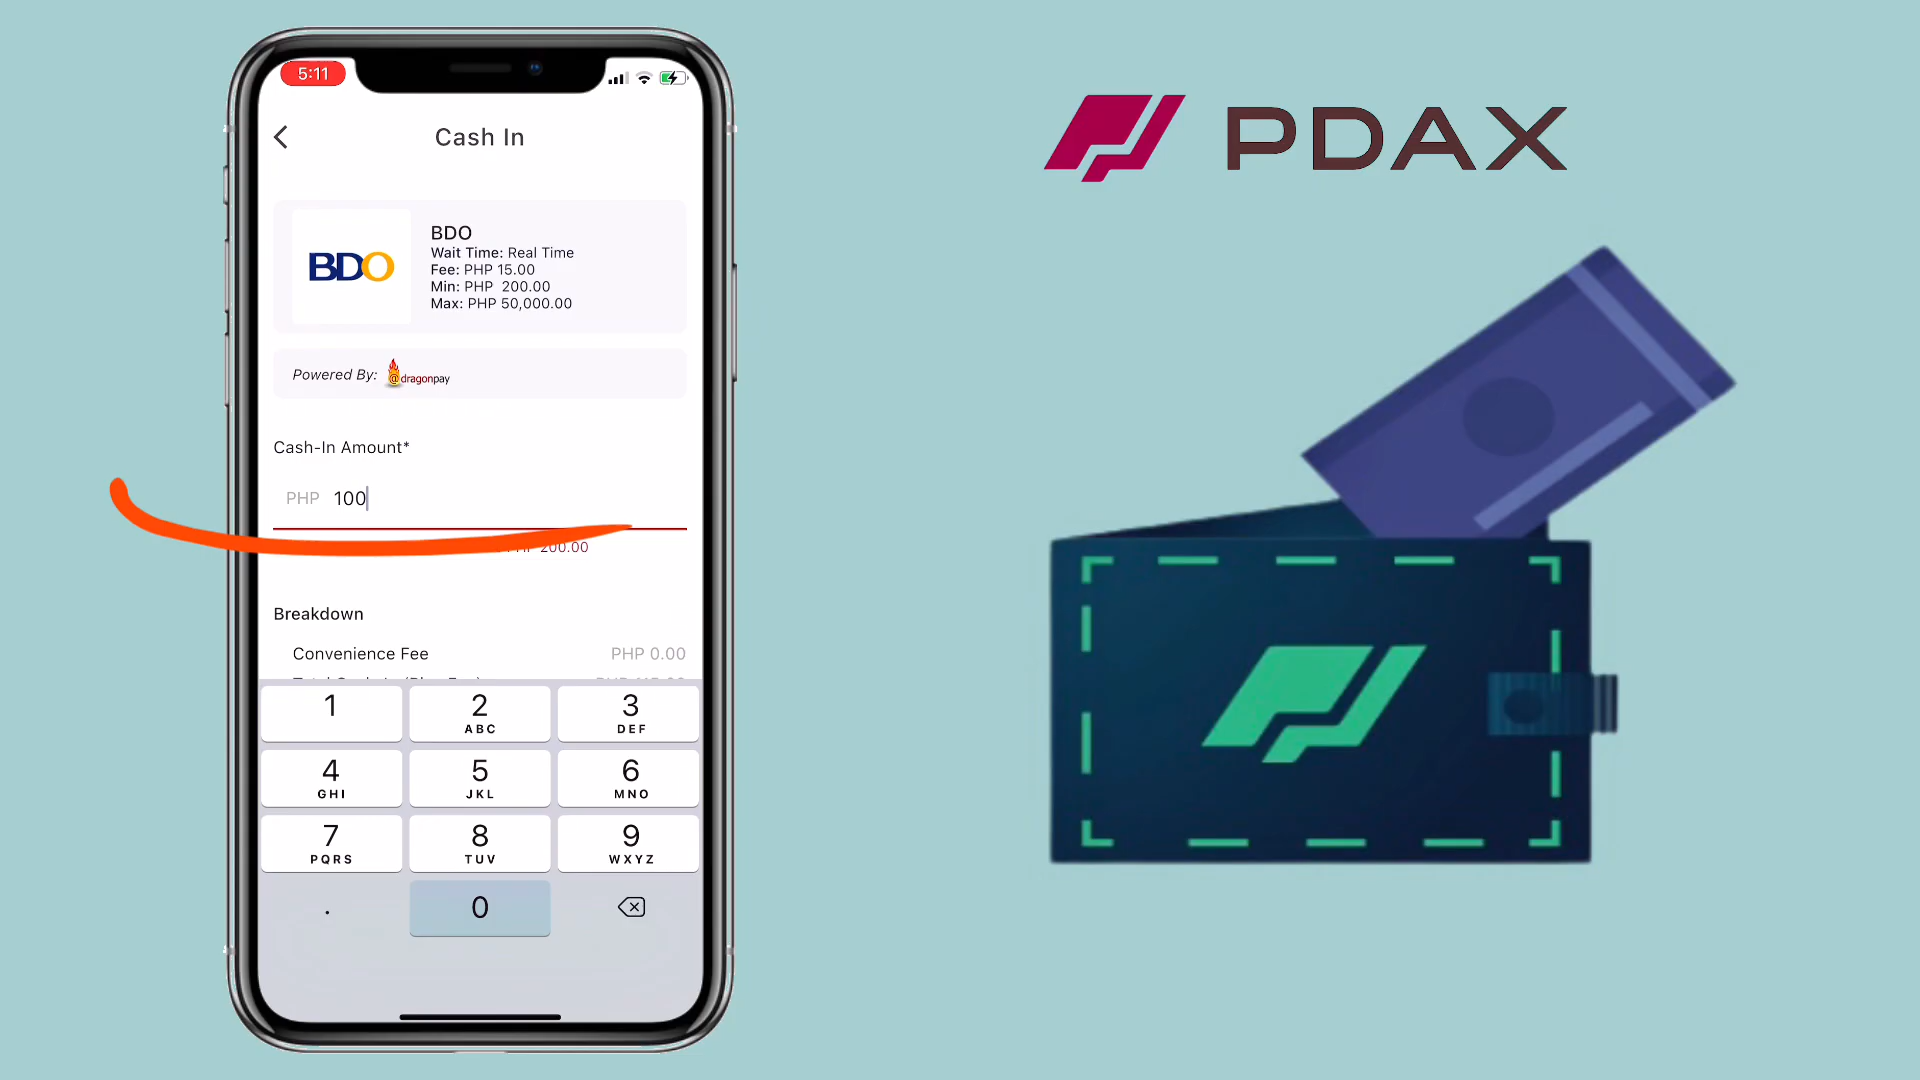 5:11
Cash In
BDO
BDO
Wait Time: Real Time
Fee: PHP 15.00
Min: PHP 200.00
Max: PHP 50,000.00
Powered By: dragonpay
Cash-In Amount*
PHP 100
200.00
Breakdown
Convenience Fee PHP 0.00
1
2 ABC
3 DEF
4 GHI
5 JKL
6 MNO
7 PQRS
8 TUV
9 WXYZ
. 0
PDAX